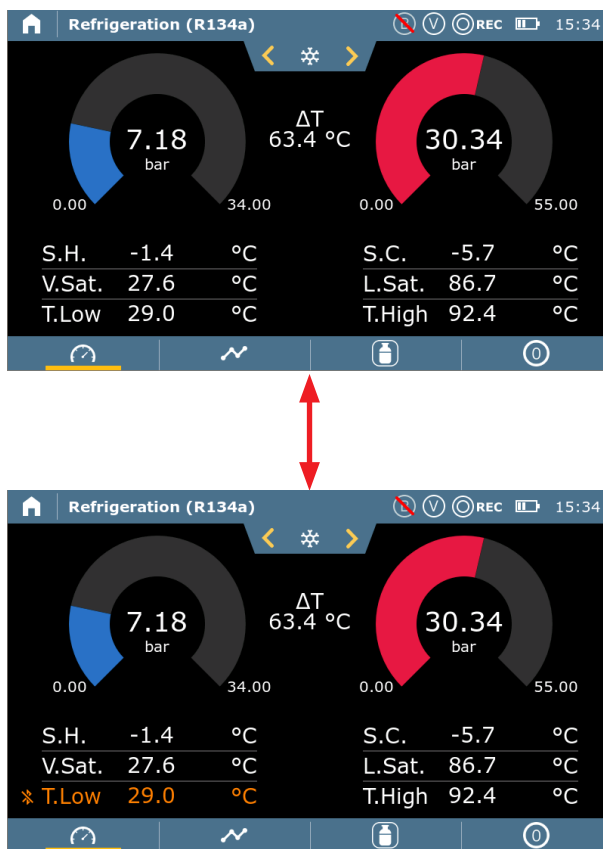 Refrigeration (R134a) B V REC 15:34
ΔT
7.18 63.4 °C 30.34
bar bar
0.00 34.00 0.00 55.00
S.H. -1.4 °C S.C. -5.7 °C
V.Sat. 27.6 °C L.Sat. 86.7 °C
T.Low 29.0 °C T.High 92.4 °C
0
Refrigeration (R134a) B V REC 15:34
ΔT
7.18 63.4 °C 30.34
bar bar
0.00 34.00 0.00 55.00
S.H. -1.4 °C S.C. -5.7 °C
V.Sat. 27.6 °C L.Sat. 86.7 °C
T.Low 29.0 °C T.High 92.4 °C
0